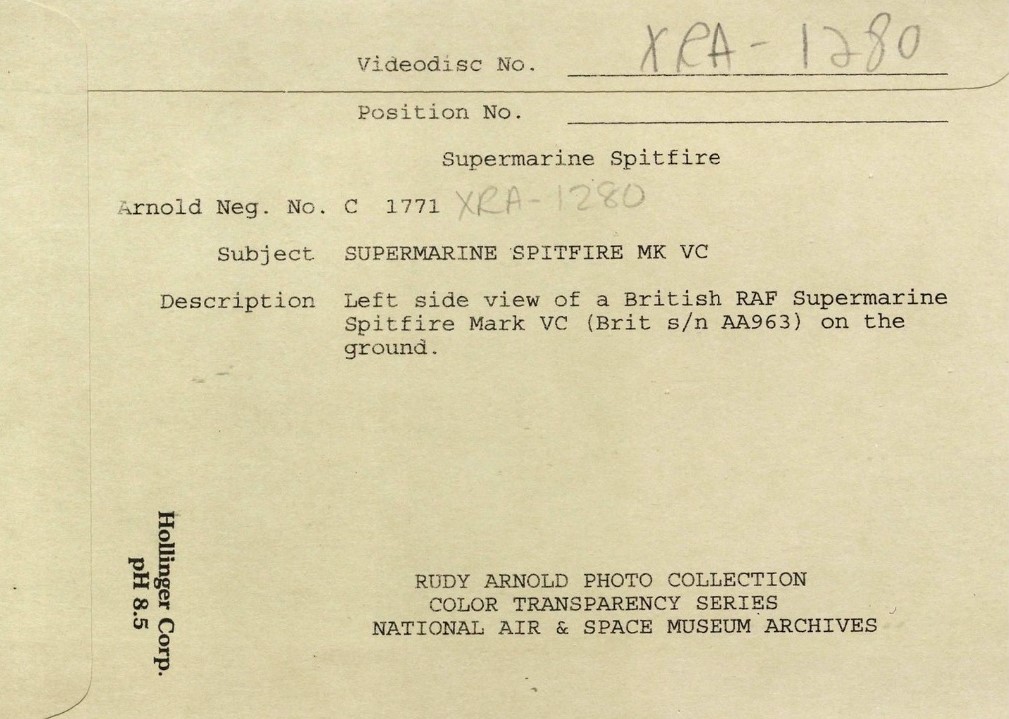 Videodisc No. XRA-1280
Position No.
Supermarine Spitfire
Arnold Neg. No. C 1771 XRA-1280
Subject SUPERMARINE SPITFIRE MK VC
Description Left side view of a British RAF Supermarine
Spitfire Mark VC (Brit s/n AA963) on the
ground.
Hollinger Corp.
pH 8.5
RUDY ARNOLD PHOTO COLLECTION
COLOR TRANSPARENCY SERIES
NATIONAL AIR & SPACE MUSEUM ARCHIVES